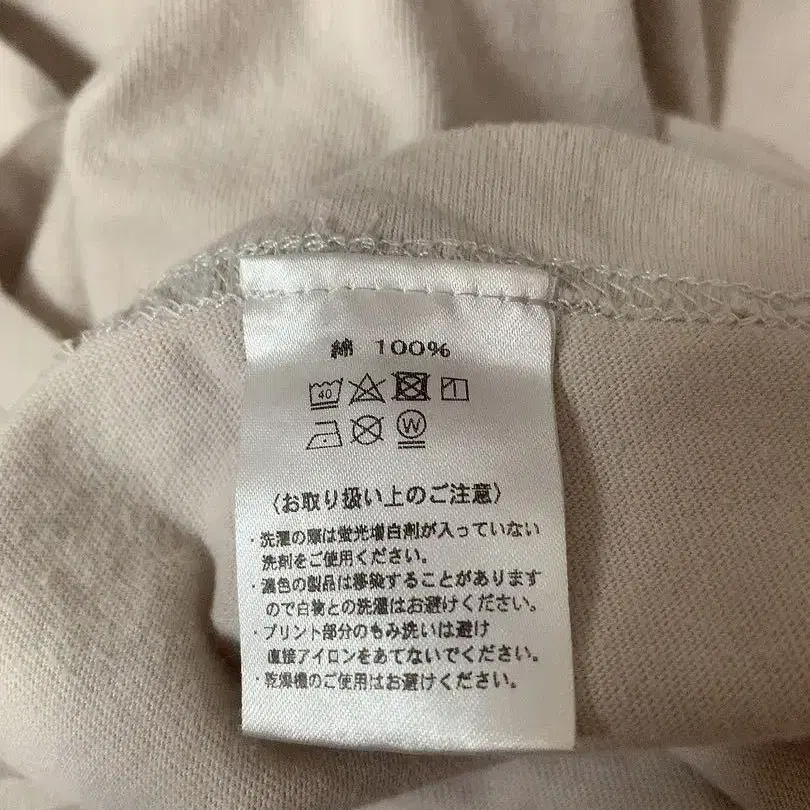 綿 100%
40
W
〈お取り扱い上のご注意〉
・洗濯の際は蛍光増白剤が入っていない
洗剤をご使用ください。
・濃色の製品は移染することがあります
ので白物との洗濯はお避けください。
・プリント部分のもみ洗いは避け
直接アイロンをあてないでください。
・乾燥機のご使用はお避けください。